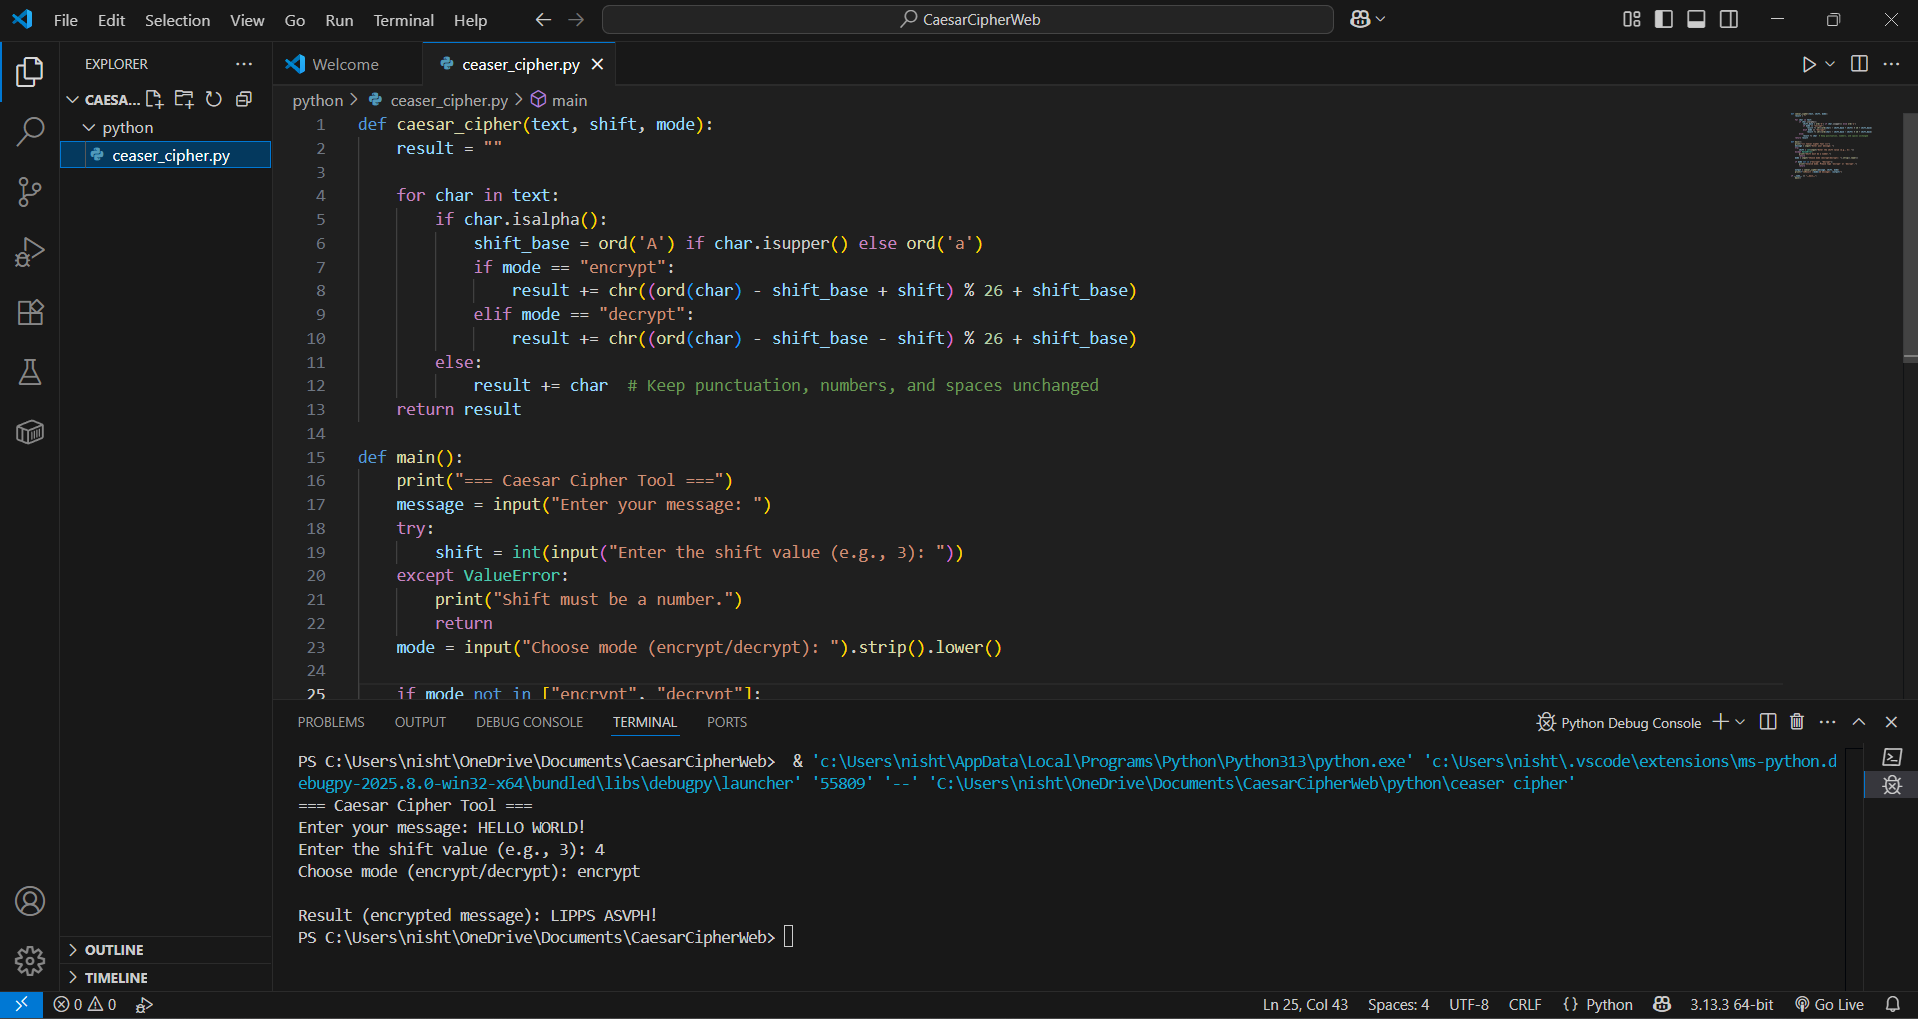 File Edit Selection View Go Run Terminal Help
CaesarCipherWeb
EXPLORER
CAESA...
python
ceaser_cipher.py
OUTLINE
TIMELINE
Welcome
ceaser_cipher.py
python > ceaser_cipher.py > main
1 def caesar_cipher(text, shift, mode):
2     result = ""
3
4     for char in text:
5         if char.isalpha():
6             shift_base = ord('A') if char.isupper() else ord('a')
7             if mode == "encrypt":
8                 result += chr((ord(char) - shift_base + shift) % 26 + shift_base)
9             elif mode == "decrypt":
10                 result += chr((ord(char) - shift_base - shift) % 26 + shift_base)
11         else:
12             result += char  # Keep punctuation, numbers, and spaces unchanged
13     return result
14
15 def main():
16     print("=== Caesar Cipher Tool ===")
17     message = input("Enter your message: ")
18     try:
19         shift = int(input("Enter the shift value (e.g., 3): "))
20     except ValueError:
21         print("Shift must be a number.")
22         return
23     mode = input("Choose mode (encrypt/decrypt): ").strip().lower()
24
25     if mode not in ["encrypt", "decrypt"]:
PROBLEMS OUTPUT DEBUG CONSOLE TERMINAL PORTS
Python Debug Console
PS C:\Users\nisht\OneDrive\Documents\CaesarCipherWeb>  & 'c:\Users\nisht\AppData\Local\Programs\Python\Python313\python.exe' 'c:\Users\nisht\.vscode\extensions\ms-python.d
ebugpy-2025.8.0-win32-x64\bundled\libs\debugpy\launcher' '55809' '--' 'C:\Users\nisht\OneDrive\Documents\CaesarCipherWeb\python\ceaser cipher'
=== Caesar Cipher Tool ===
Enter your message: HELLO WORLD!
Enter the shift value (e.g., 3): 4
Choose mode (encrypt/decrypt): encrypt

Result (encrypted message): LIPPS ASVPH!
PS C:\Users\nisht\OneDrive\Documents\CaesarCipherWeb>
0 0
Ln 25, Col 43 Spaces: 4 UTF-8 CRLF {} Python 3.13.3 64-bit Go Live